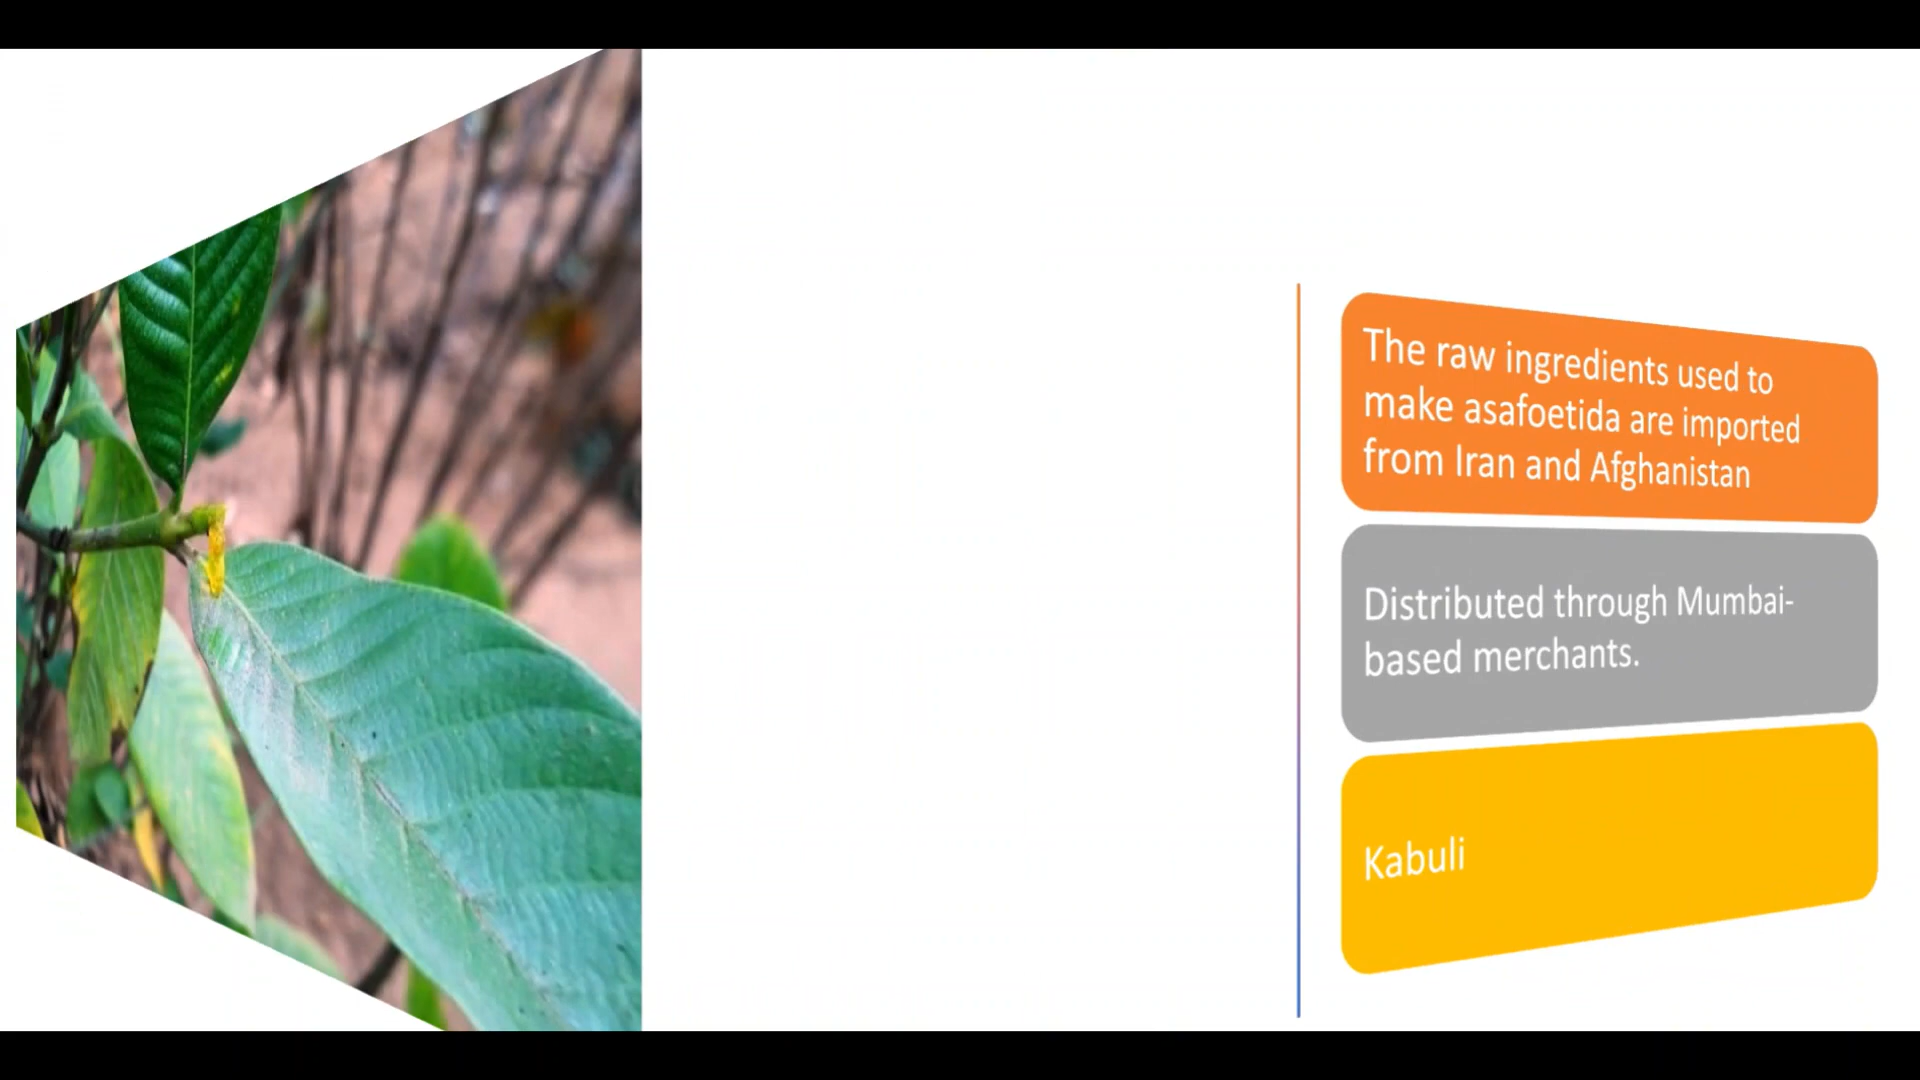 The raw ingredients used to
make asafoetida are imported
from Iran and Afghanistan
Distributed through Mumbai-
based merchants.
Kabuli